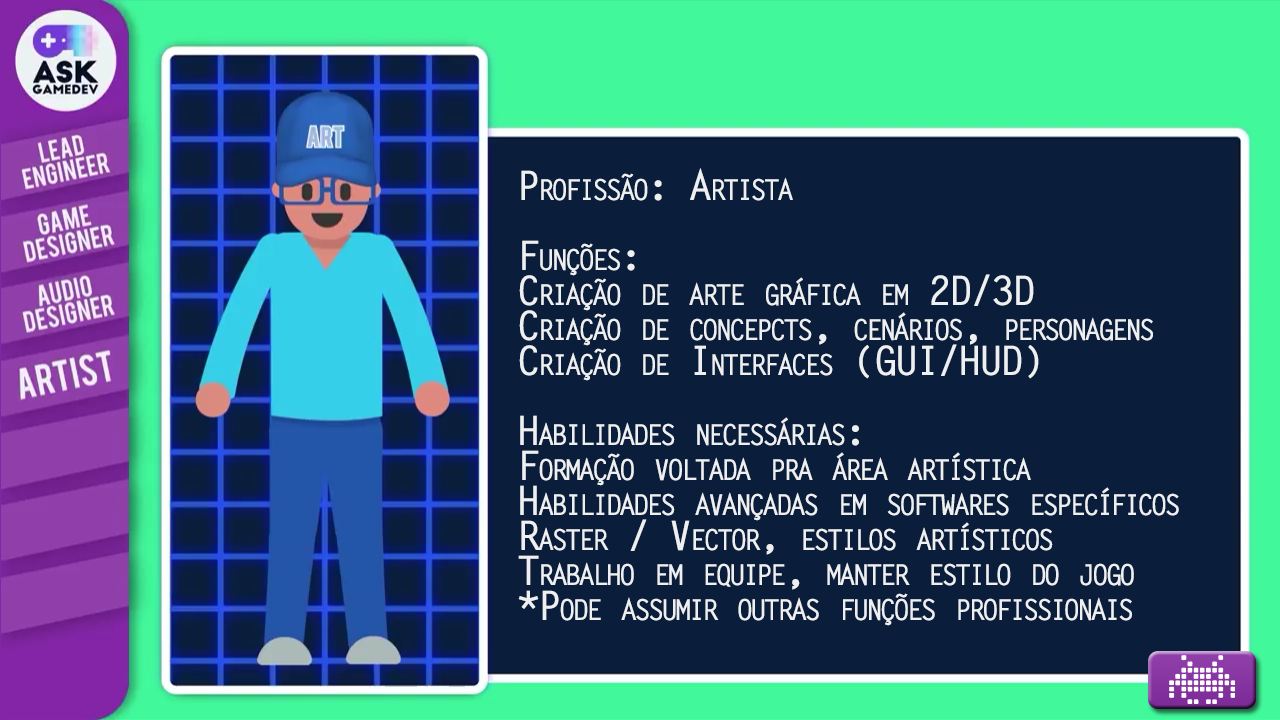 ASK
GAMEDEV
LEAD
ENGINEER
GAME
DESIGNER
AUDIO
DESIGNER
ARTIST
ART
Profissão: Artista
Funções:
Criação de arte gráfica em 2D/3D
Criação de concepcts, cenários, personagens
Criação de Interfaces (GUI/HUD)
Habilidades necessárias:
Formação voltada pra área artística
Habilidades avançadas em softwares específicos
Raster / Vector, estilos artísticos
Trabalho em equipe, manter estilo do jogo
*Pode assumir outras funções profissionais